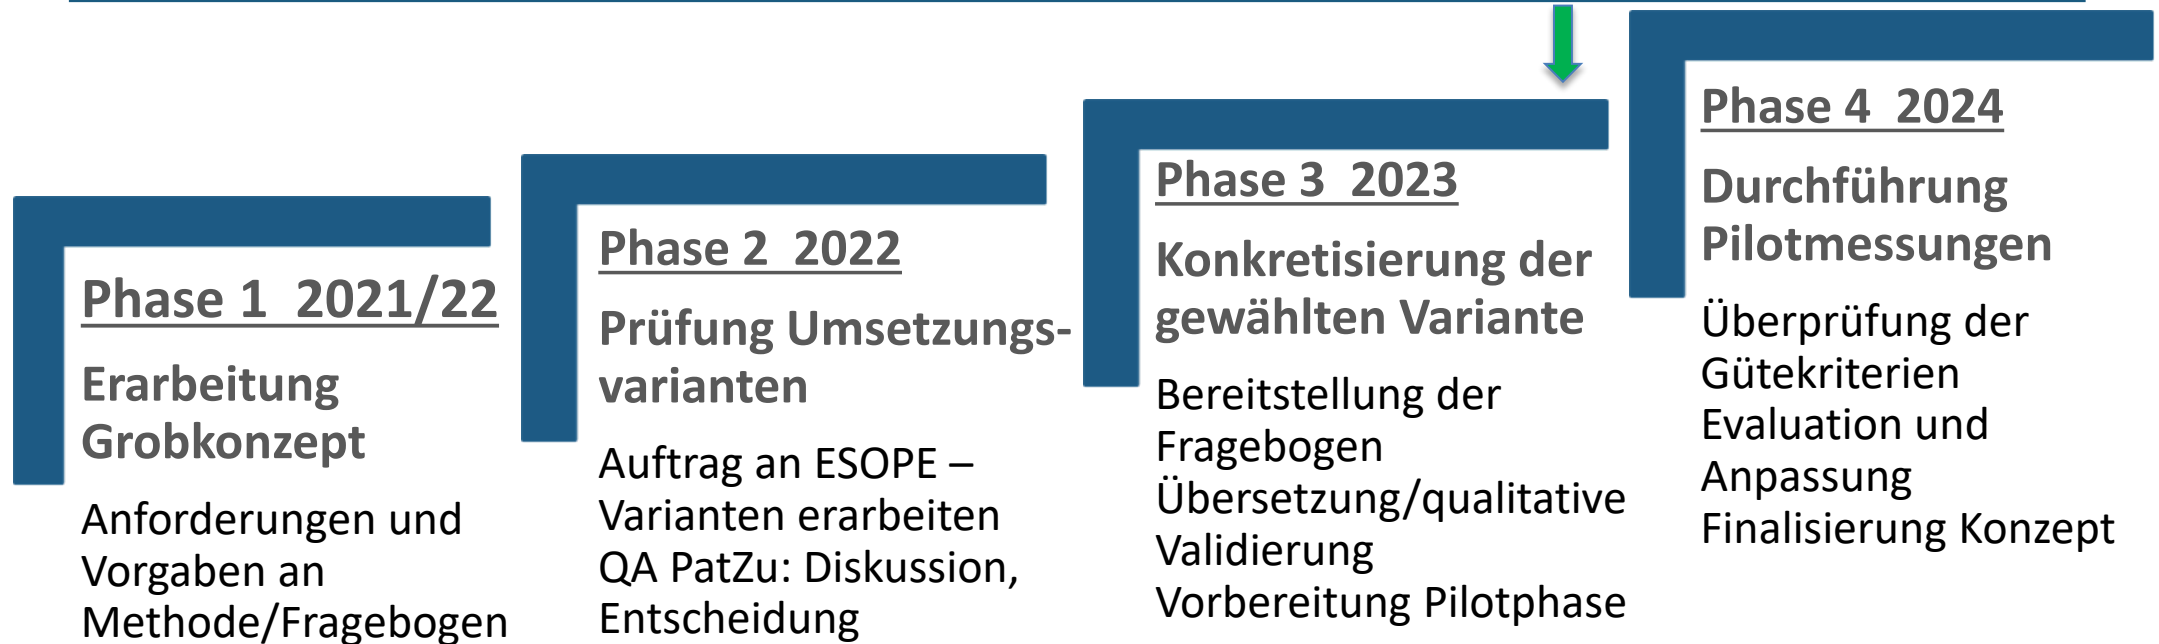 Phase 1  2021/22
Erarbeitung
Grobkonzept
Anforderungen und
Vorgaben an
Methode/Fragebogen
Phase 2  2022
Prüfung Umsetzungs-
varianten
Auftrag an ESOPE –
Varianten erarbeiten
QA PatZu: Diskussion,
Entscheidung
Phase 3  2023
Konkretisierung der
gewählten Variante
Bereitstellung der
Fragebogen
Übersetzung/qualitative
Validierung
Vorbereitung Pilotphase
Phase 4  2024
Durchführung
Pilotmessungen
Überprüfung der
Gütekriterien
Evaluation und
Anpassung
Finalisierung Konzept